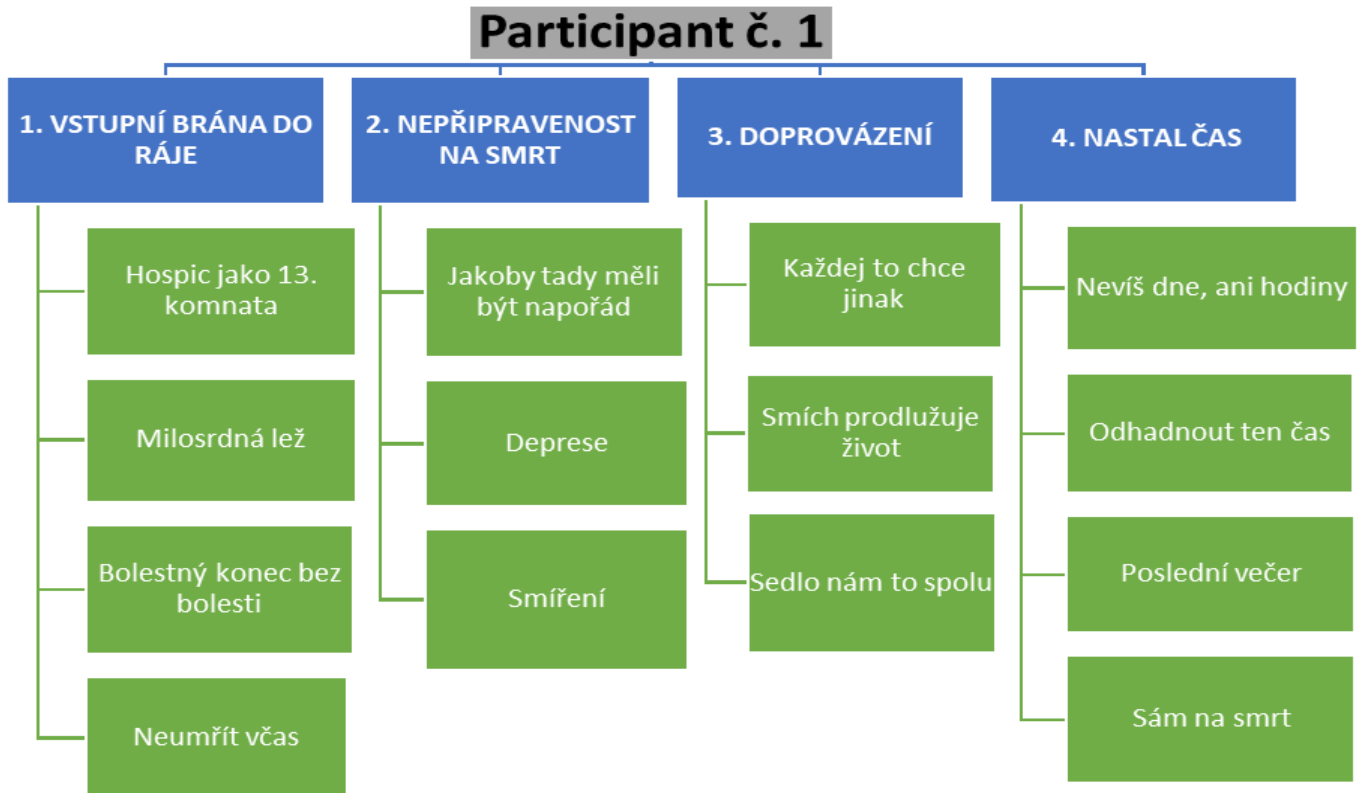 Participant č. 1
1. VSTUPNÍ BRÁNA DO
RÁJE
Hospic jako 13.
komnata
Milosrdná lež
Bolestný konec bez
bolesti
Neumřít včas
2. NEPŘIPRAVENOST
NA SMRT
Jakoby tady měli
být napořád
Deprese
Smíření
3. DOPROVÁZENÍ
Každej to chce
jinak
Smích prodlužuje
život
Sedlo nám to spolu
4. NASTAL ČAS
Nevíš dne, ani hodiny
Odhadnout ten čas
Poslední večer
Sám na smrt